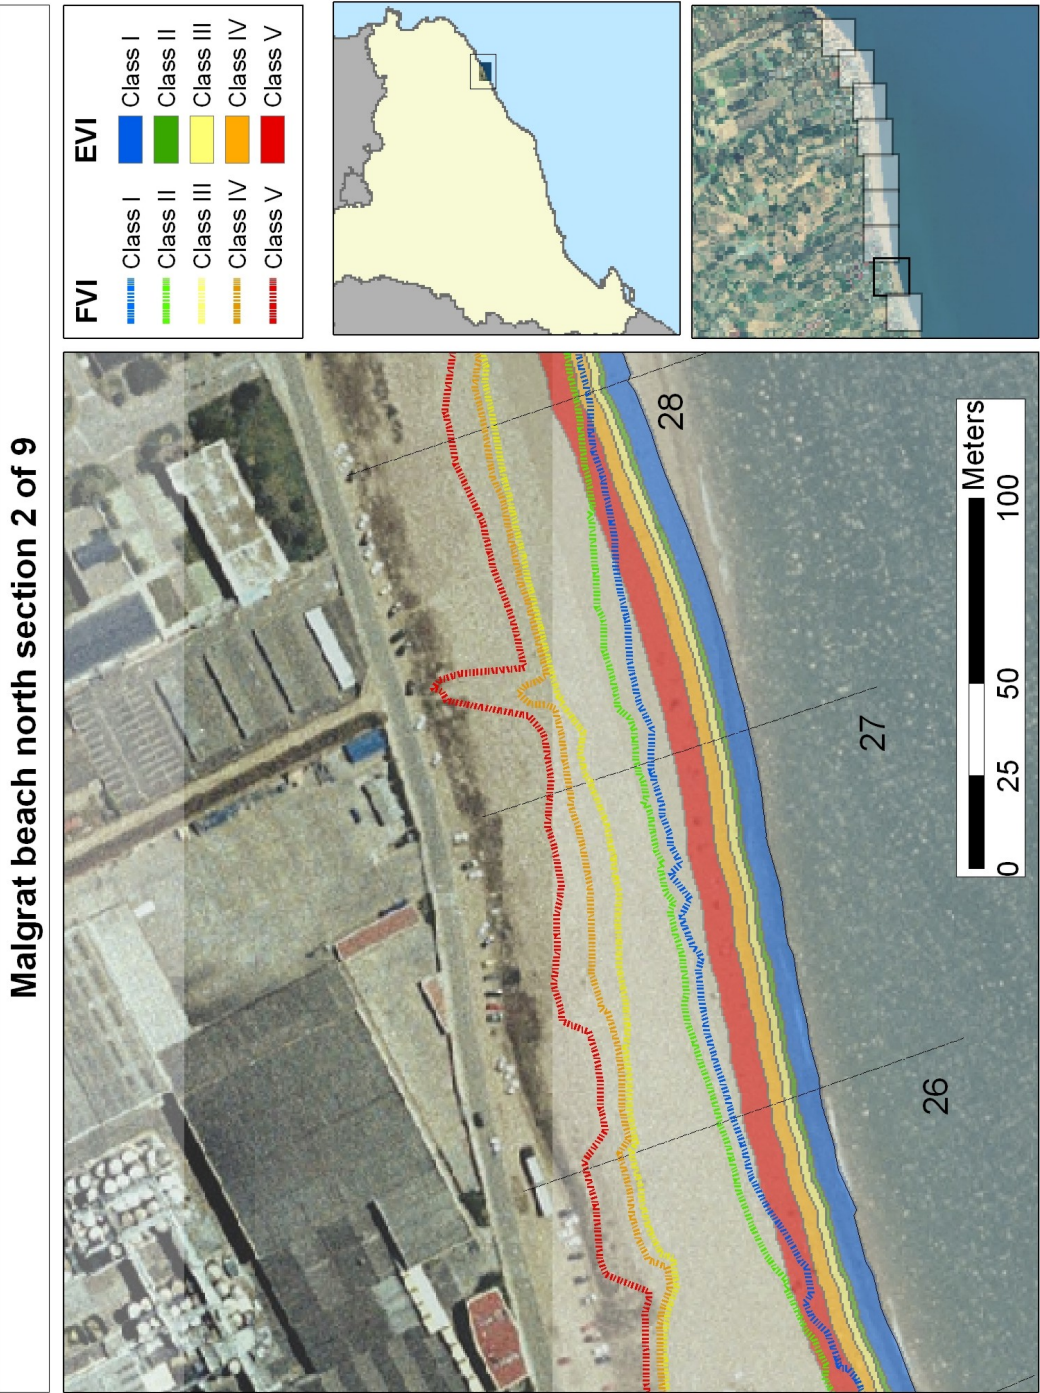 Malgrat beach north section 2 of 9
FVI
Class I
Class II
Class III
Class IV
Class V
EVI
Class I
Class II
Class III
Class IV
Class V
26
27
28
0 25 50 100
Meters